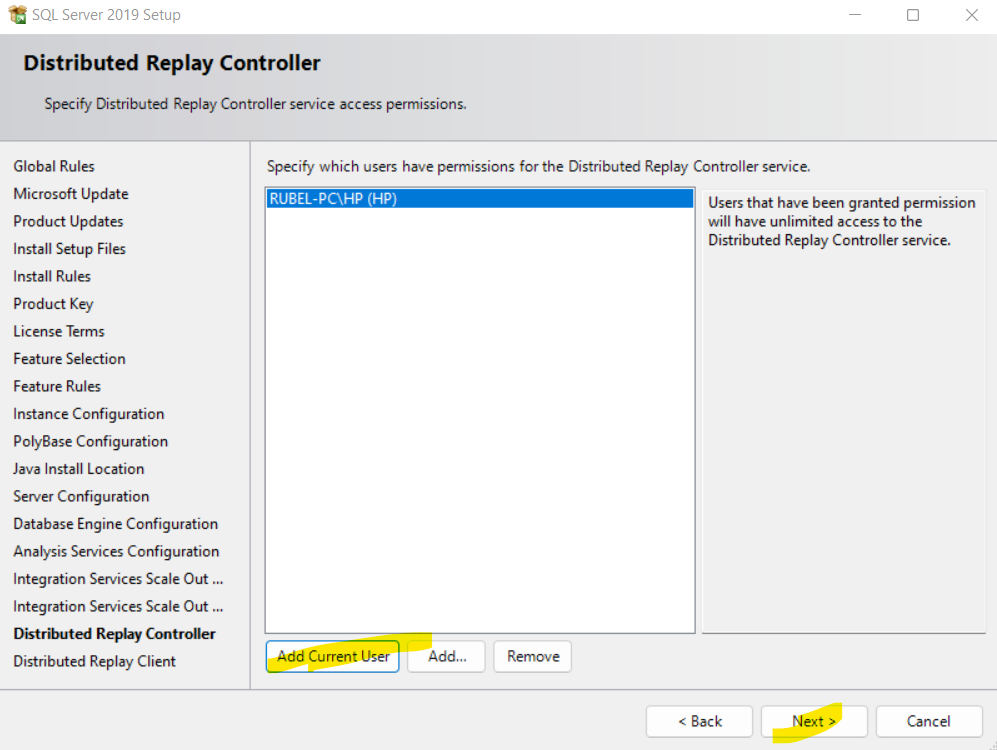 SQL Server 2019 Setup
Distributed Replay Controller
Specify Distributed Replay Controller service access permissions.
Global Rules
Microsoft Update
Product Updates
Install Setup Files
Install Rules
Product Key
License Terms
Feature Selection
Feature Rules
Instance Configuration
PolyBase Configuration
Java Install Location
Server Configuration
Database Engine Configuration
Analysis Services Configuration
Integration Services Scale Out ...
Integration Services Scale Out ...
Distributed Replay Controller
Distributed Replay Client
Specify which users have permissions for the Distributed Replay Controller service.
RUBEL-PC\HP (HP)
Users that have been granted permission
will have unlimited access to the
Distributed Replay Controller service.
Add Current User
Add...
Remove
< Back
Next >
Cancel